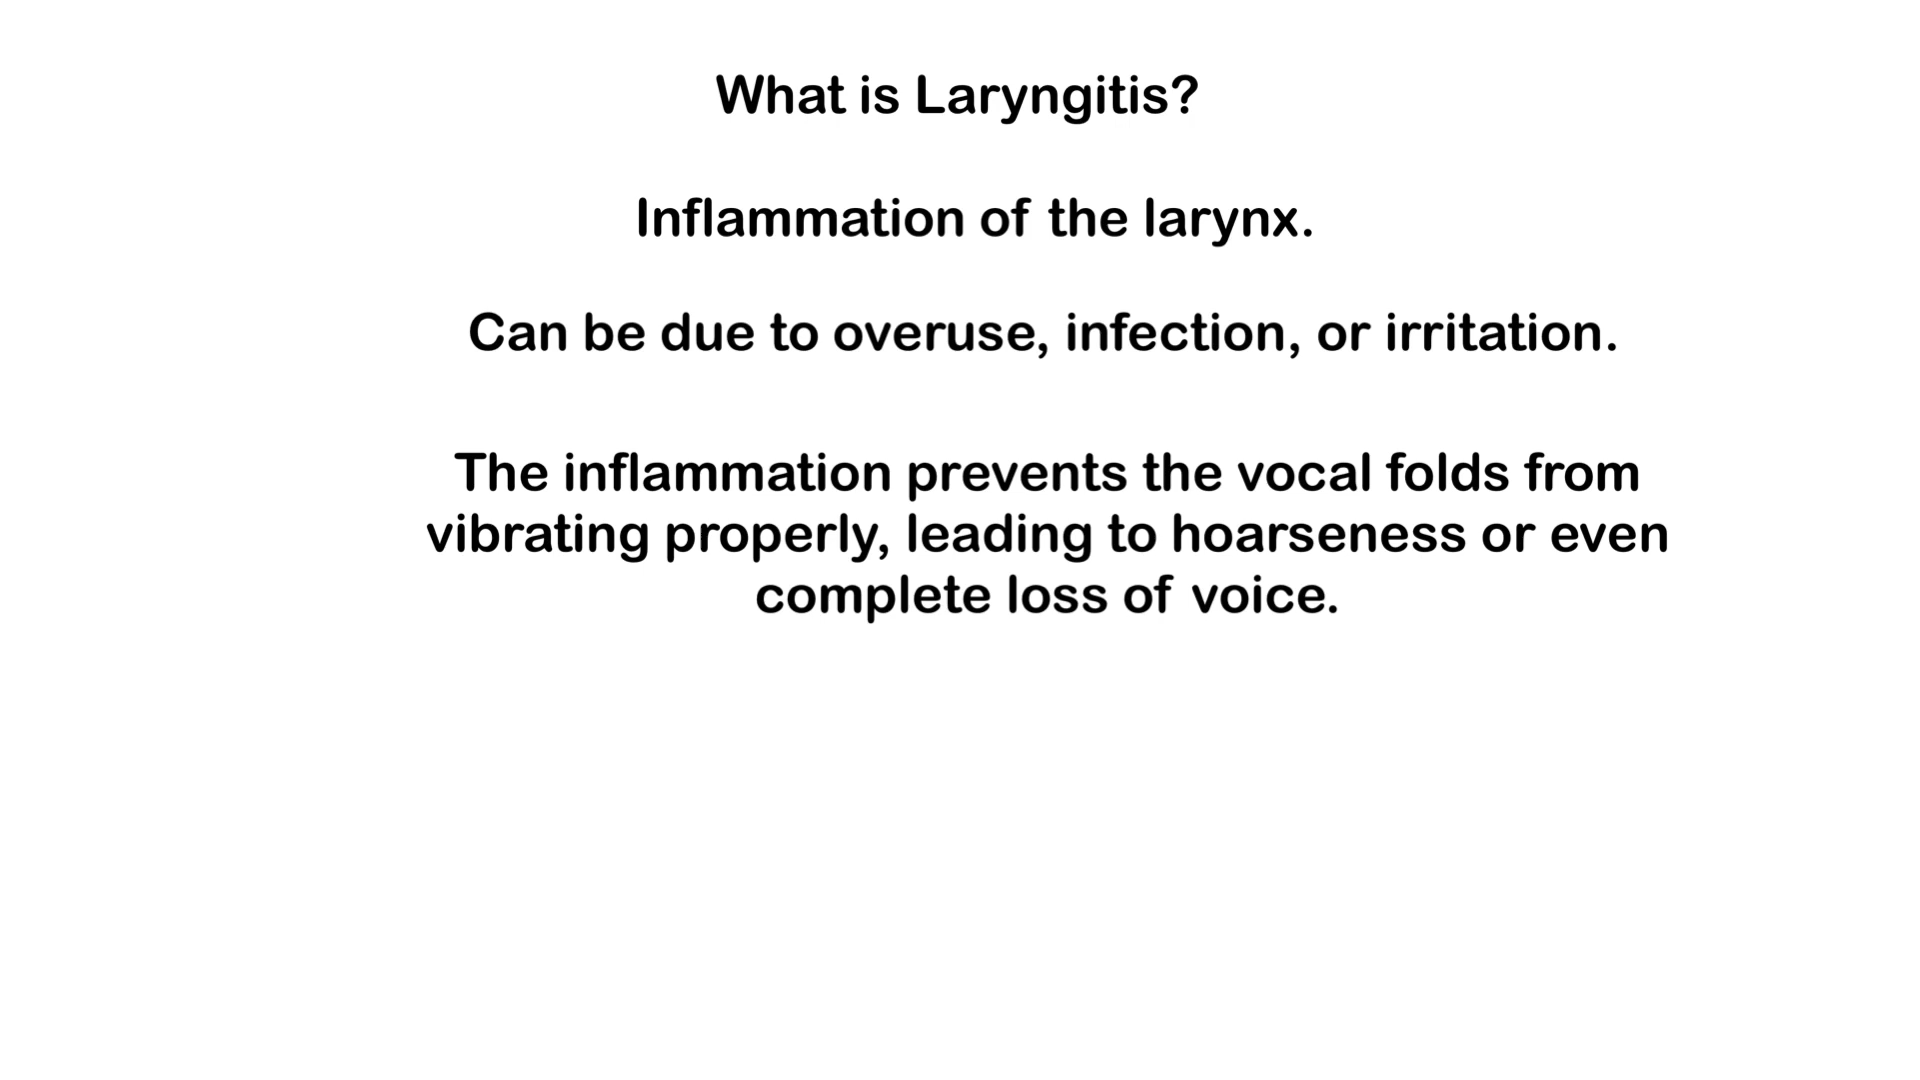 What is Laryngitis?
Inflammation of the larynx.
Can be due to overuse, infection, or irritation.
The inflammation prevents the vocal folds from
vibrating properly, leading to hoarseness or even
complete loss of voice.